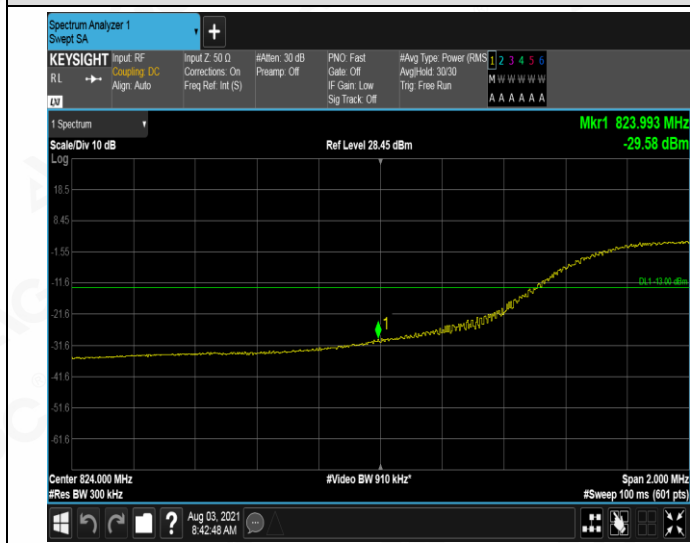 Spectrum Analyzer 1
Swept SA
+
KEYSIGHT Input: RF Input Z: 50 Ω #Atten: 30 dB PNO: Fast #Avg Type: Power (RMS 1 2 3 4 5 6
RL Coupling: DC Corrections: On Preamp: Off Gate: Off Avg|Hold: 30/30 M W W W W W
Align: Auto Freq Ref: Int (S) IF Gain: Low Trig: Free Run
Sig Track: Off A A A A A A
LXI
1 Spectrum Mkr1 823.993 MHz
Scale/Div 10 dB Ref Level 28.45 dBm -29.58 dBm
Log
18.5
8.45
-1.55
-11.6 DL1 -13.00 dBm
-21.6
1
-31.6
-41.6
-51.6
-61.6
Center 824.000 MHz #Video BW 910 kHz* Span 2.000 MHz
#Res BW 300 kHz #Sweep 100 ms (601 pts)
? Aug 03, 2021
8:42:48 AM